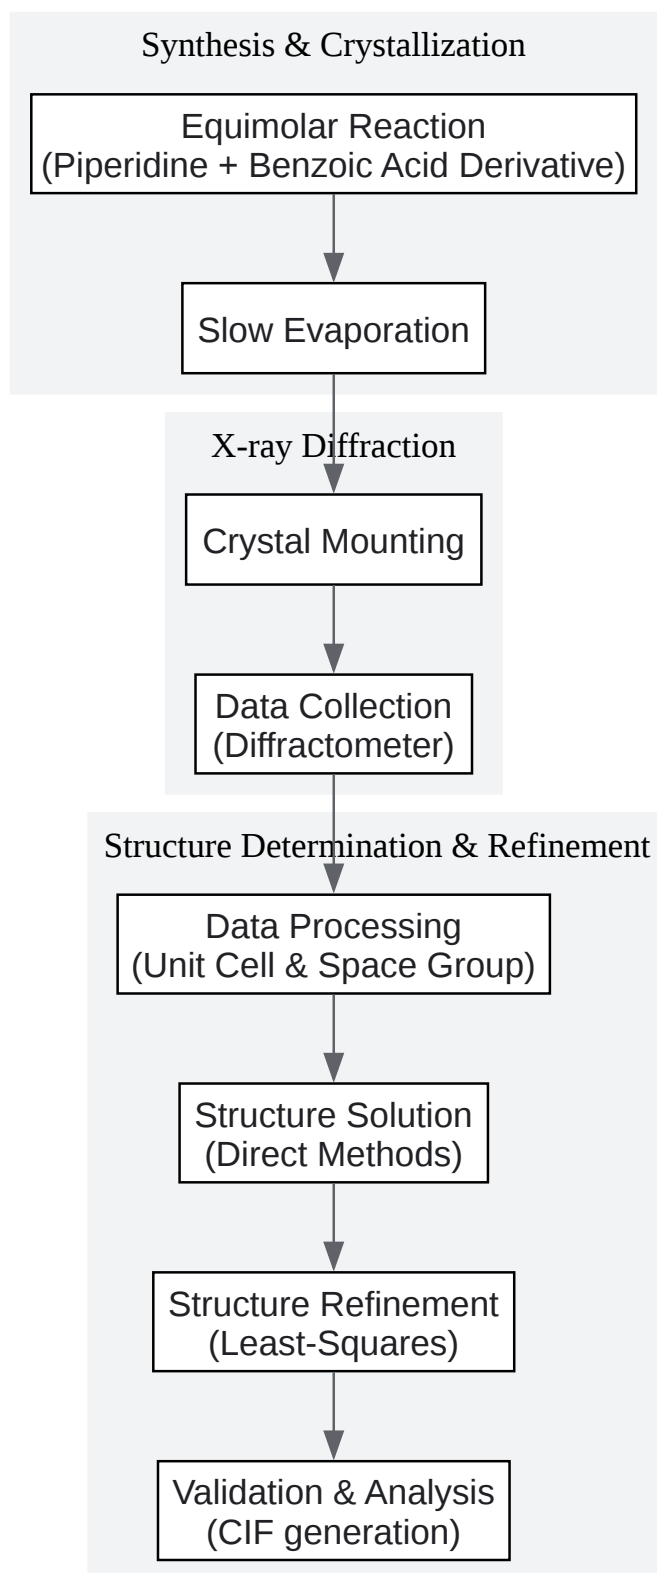 Synthesis & Crystallization
Equimolar Reaction
(Piperidine + Benzoic Acid Derivative)
Slow Evaporation
X-ray Diffraction
Crystal Mounting
Data Collection
(Diffractometer)
Structure Determination & Refinement
Data Processing
(Unit Cell & Space Group)
Structure Solution
(Direct Methods)
Structure Refinement
(Least-Squares)
Validation & Analysis
(CIF generation)